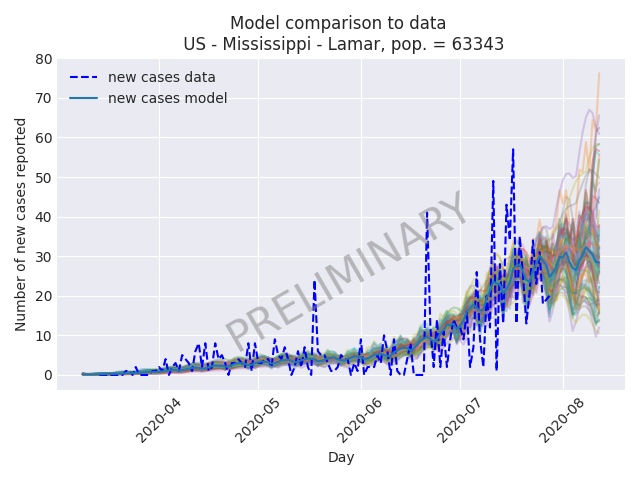 Model comparison to data
US - Mississippi - Lamar, pop. = 63343
80
70
60
50
40
30
20
10
0
Number of new cases reported
new cases data
new cases model
PRELIMINARY
2020-04
2020-05
2020-06
2020-07
2020-08
Day